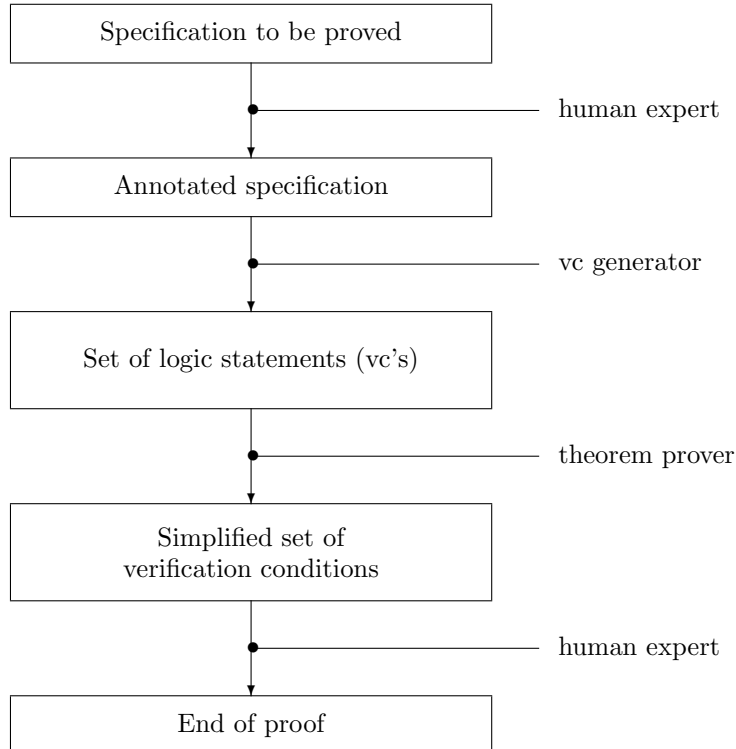 Specification to be proved
human expert
Annotated specification
vc generator
Set of logic statements (vc's)
theorem prover
Simplified set of
verification conditions
human expert
End of proof